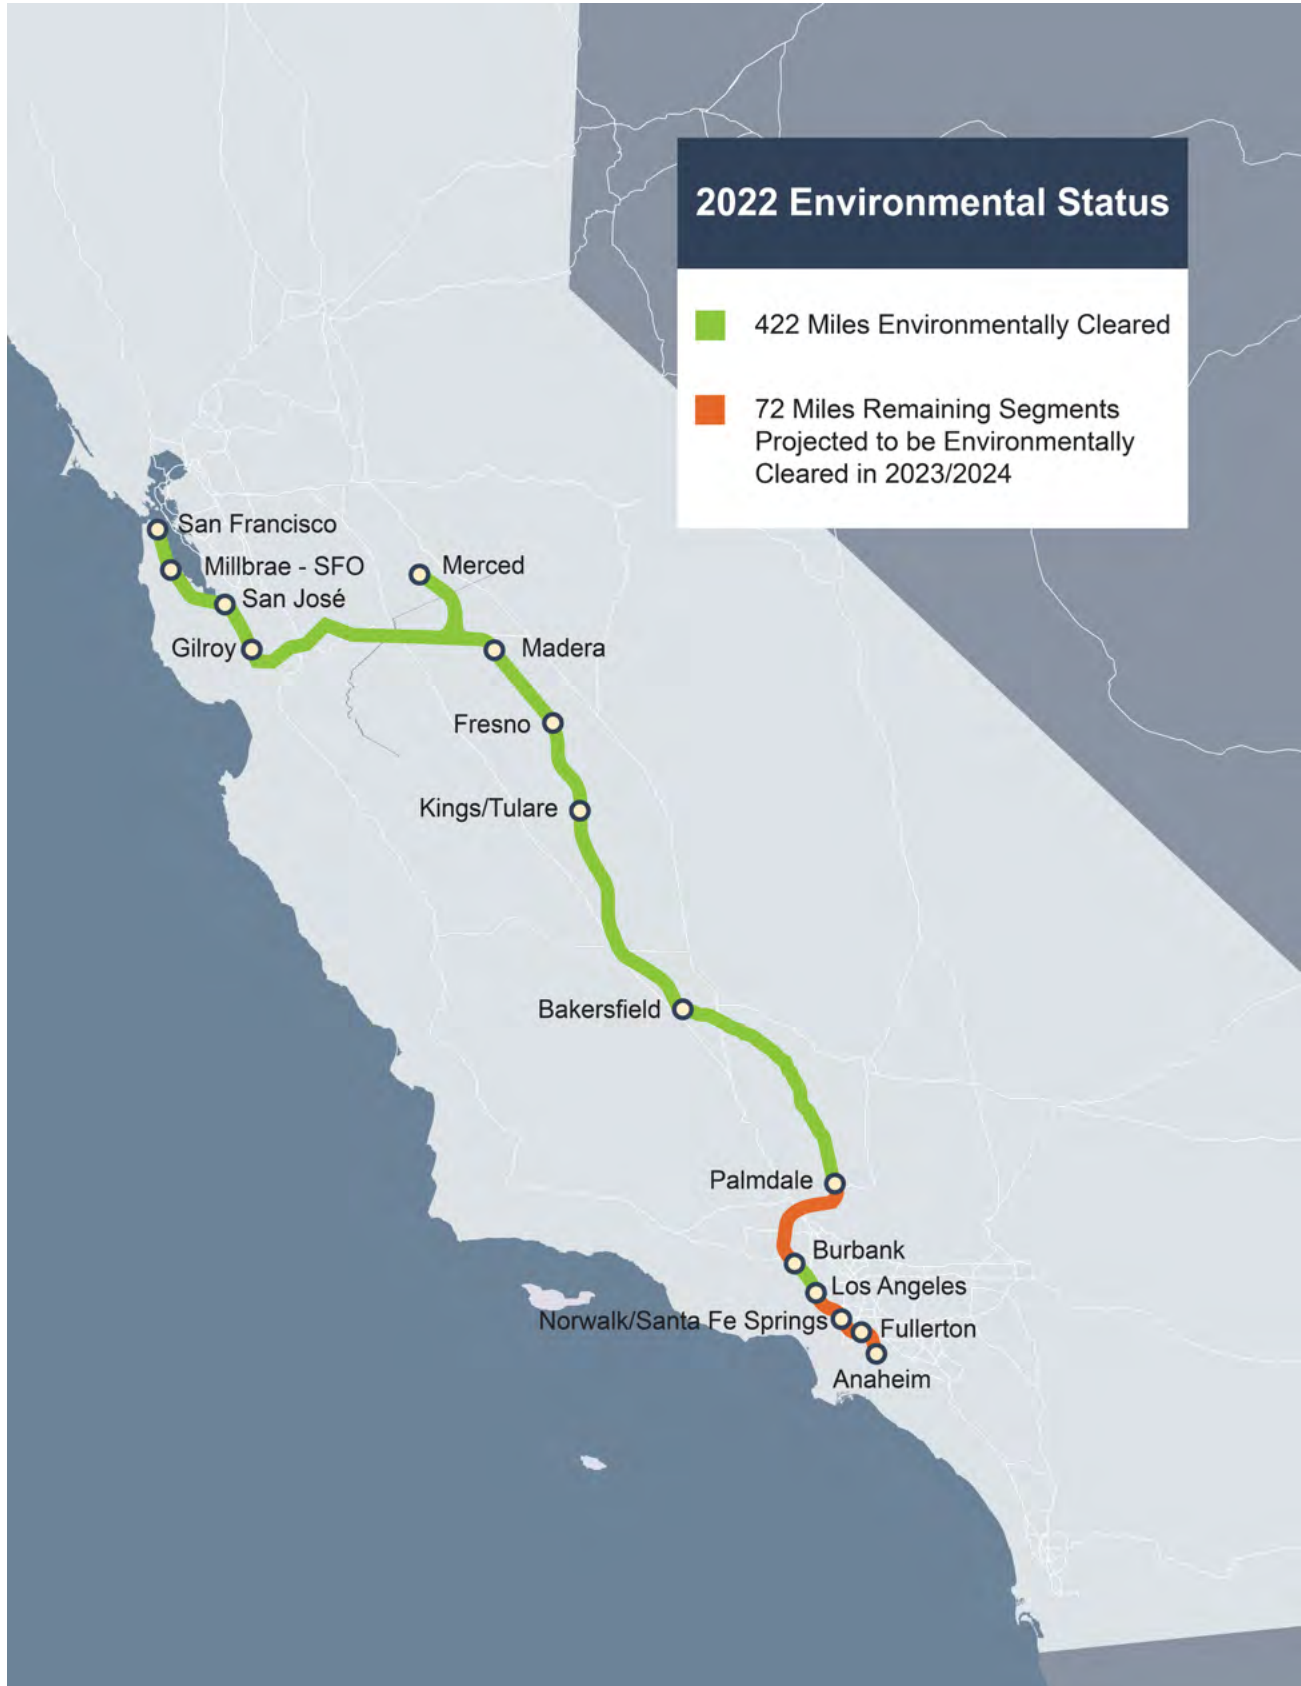 2022 Environmental Status
422 Miles Environmentally Cleared
72 Miles Remaining Segments
Projected to be Environmentally
Cleared in 2023/2024
San Francisco
Millbrae - SFO
Merced
San José
Gilroy
Madera
Fresno
Kings/Tulare
Bakersfield
Palmdale
Burbank
Los Angeles
Norwalk/Santa Fe Springs
Fullerton
Anaheim